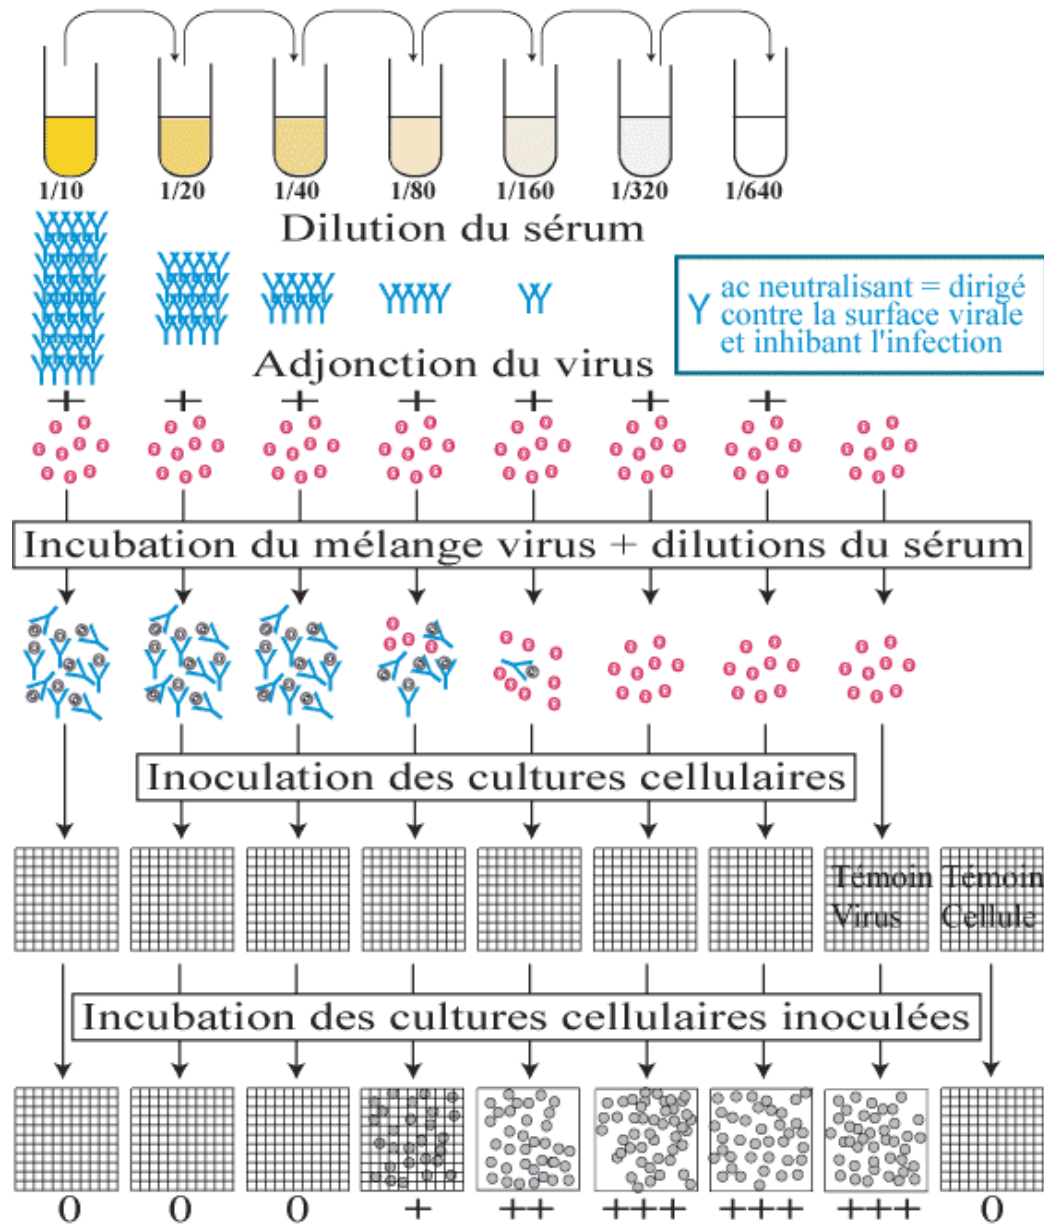 1/10 1/20 1/40 1/80 1/160 1/320 1/640
Dilution du sérum
Y ac neutralisant = dirigé
contre la surface virale
et inhibant l'infection
Adjonction du virus
+ + + + + + +
Incubation du mélange virus + dilutions du sérum
Inoculation des cultures cellulaires
Témoin Témoin
Virus Cellule
Incubation des cultures cellulaires inoculées
0 0 0 + ++ +++ +++ +++ 0